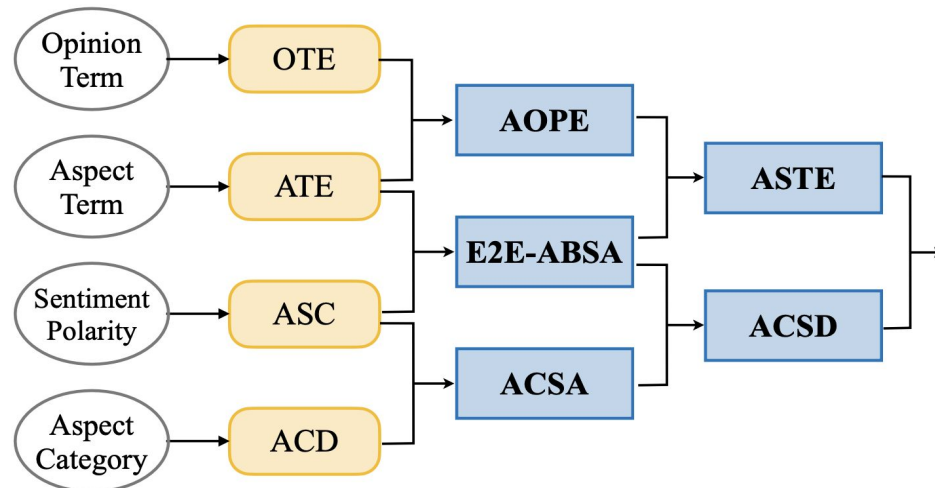 Opinion
Term
OTE
AOPE
Aspect
Term
ATE
ASTE
E2E-ABSA
Sentiment
Polarity
ASC
ACSD
ACSA
Aspect
Category
ACD